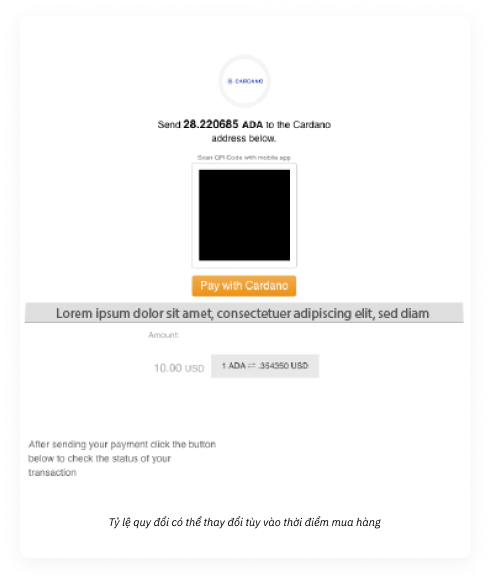 CARDANO
Send 28.220685 ADA to the Cardano
address below.
Scan QR Code with mobile app
Pay with Cardano
Lorem ipsum dolor sit amet, consectetuer adipiscing elit, sed diam
Amount:
10.00 USD
1 ADA ⇌ .354350 USD
After sending your payment click the button
below to check the status of your
transaction
Tỷ lệ quy đổi có thể thay đổi tùy vào thời điểm mua hàng